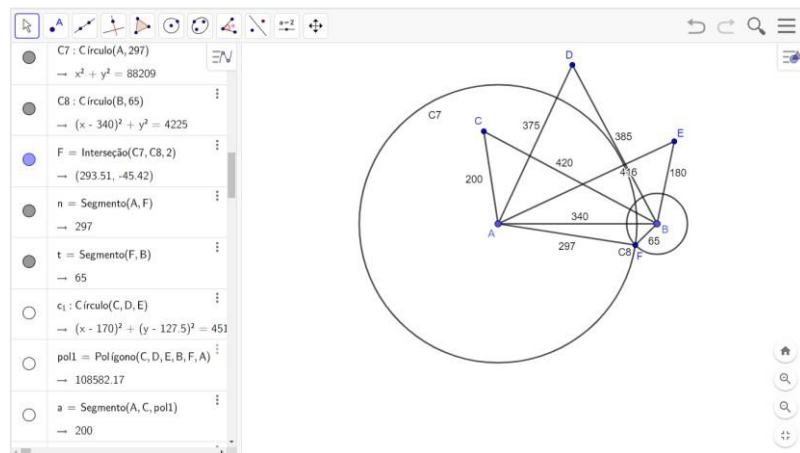 A
a=2
C7 : Círculo(A, 297)
→ x² + y² = 88209
C8 : Círculo(B, 65)
→ (x - 340)² + y² = 4225
F = Interseção(C7, C8, 2)
→ (293.51, -45.42)
n = Segmento(A, F)
→ 297
t = Segmento(F, B)
→ 65
c₁ : Círculo(C, D, E)
→ (x - 170)² + (y - 127.5)² = 451
pol1 = Polígono(C, D, E, B, F, A)
→ 108582.17
a = Segmento(A, C, pol1)
→ 200
D
C7
C
375
385
E
420
416
200
180
340
A
B
297
65
C8
F